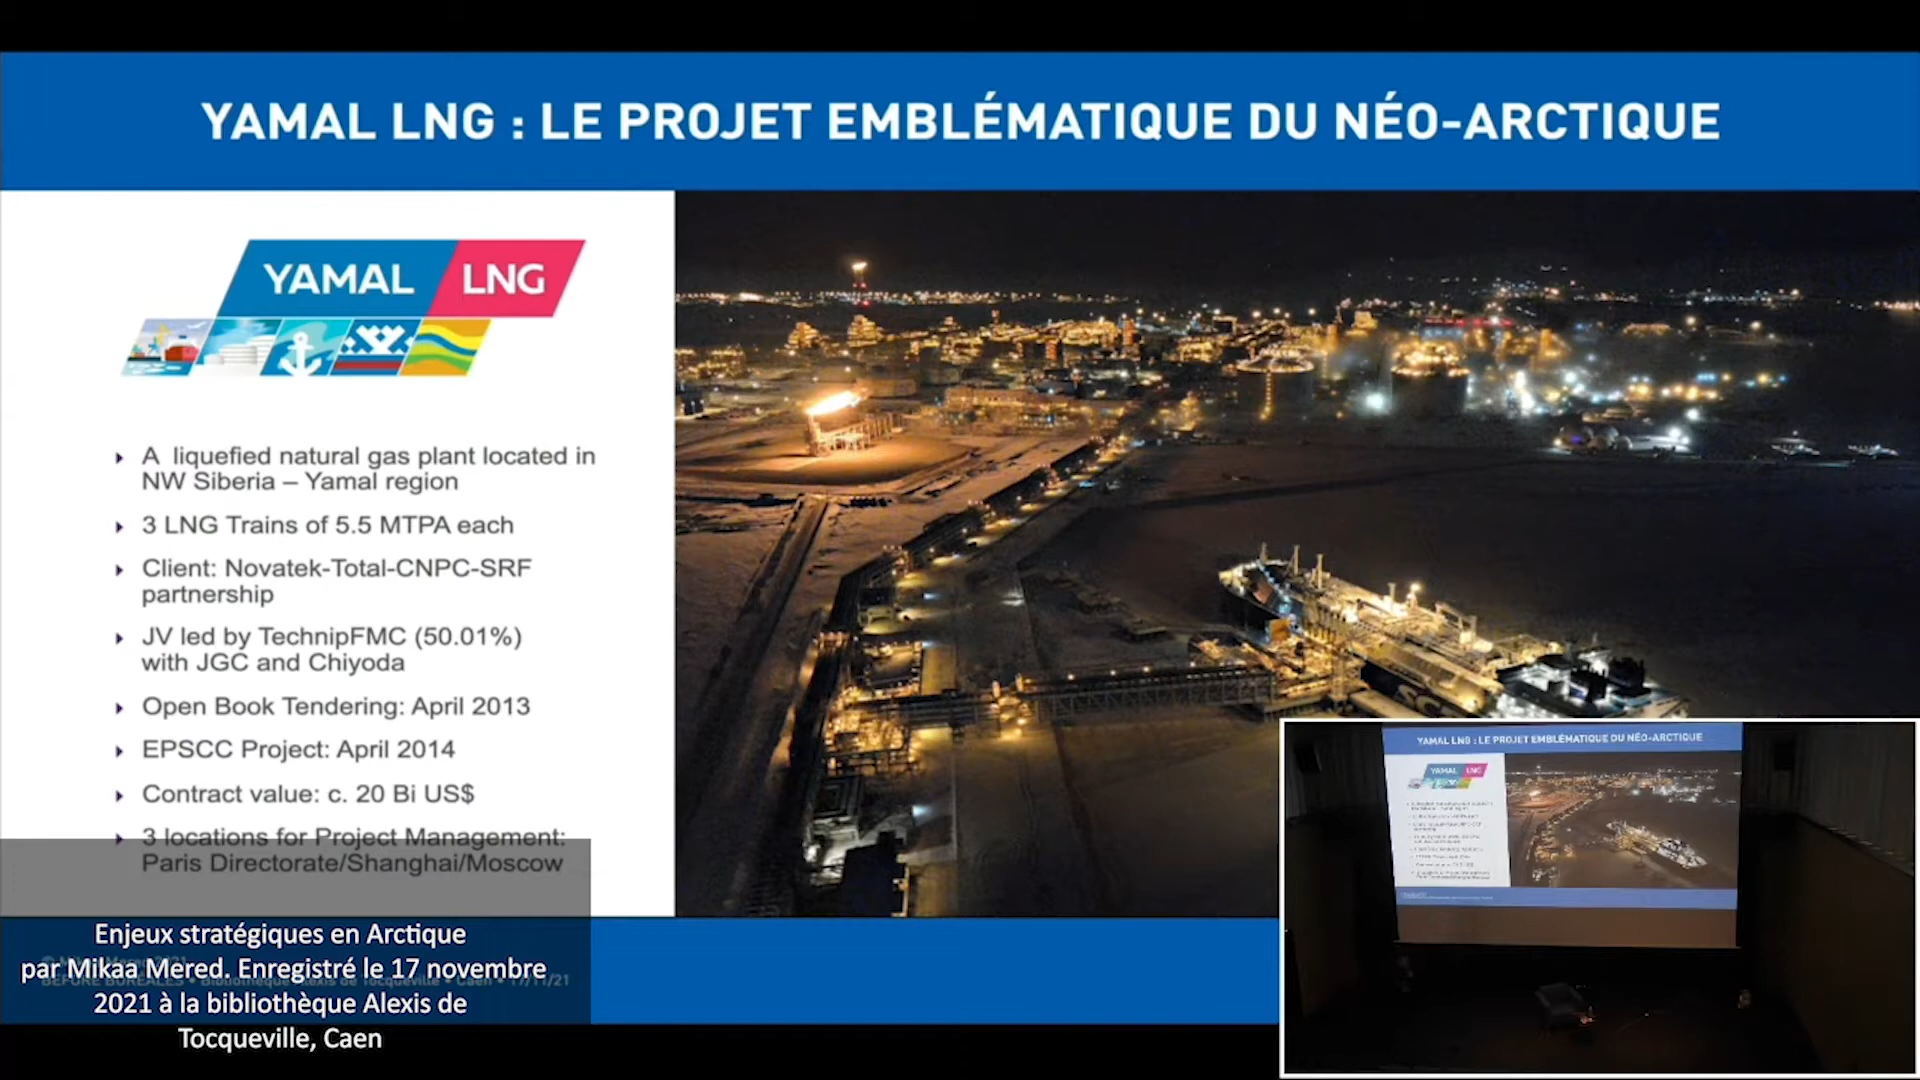 YAMAL LNG : LE PROJET EMBLÉMATIQUE DU NÉO-ARCTIQUE
YAMAL LNG
A liquefied natural gas plant located in
NW Siberia – Yamal region
3 LNG Trains of 5.5 MTPA each
Client: Novatek-Total-CNPC-SRF
partnership
JV led by TechnipFMC (50.01%)
with JGC and Chiyoda
Open Book Tendering: April 2013
EPSCC Project: April 2014
Contract value: c. 20 Bi US$
3 locations for Project Management:
Paris Directorate/Shanghai/Moscow
Enjeux stratégiques en Arctique
par Mikaa Mered. Enregistré le 17 novembre
2021 à la bibliothèque Alexis de
Tocqueville, Caen
YAMAL LNG : LE PROJET EMBLÉMATIQUE DU NÉO-ARCTIQUE
YAMAL LNG